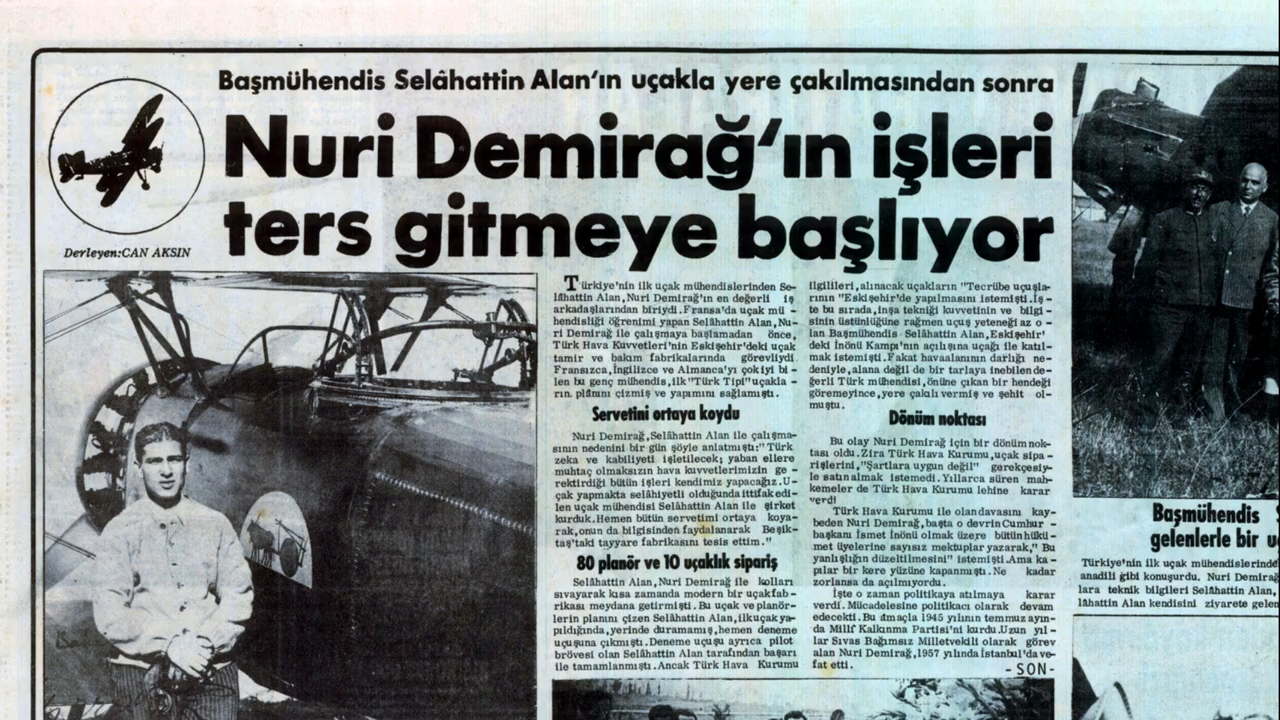 Başmühendis Selâhattin Alan'ın uçakla yere çakılmasından sonra
Nuri Demirağ'ın işleri
ters gitmeye başlıyor
Derleyen:CAN AKSIN
Türkiye'nin ilk uçak mühendislerinden Se-
lâhattin Alan,Nuri Demirağ'ın en değerli iş
arkadaşlarından biriydi.Fransa'da uçak mü -
hendisliği öğrenimi yapan Selâhattin Alan,Nu-
ri Demirağ ile çalışmaya başlamadan önce,
Türk Hava Kuvvetleri'nin Eskişehir'deki uçak
tamir ve bakım fabrikalarında görevliydi
Fransızca,İngilizce ve Almanca'yı çok iyi bi-
len bu genç mühendis,ilk "Türk Tipi"uçakla -
rın. plânını çizmiş ve yapımını sağlamıştı.
Servetini ortaya koydu
Nuri Demirağ,Selâhattin Alan ile çalışma-
sının nedenini bir gün şöyle anlatmıştı:" Türk
zeka ve kabiliyeti işletilecek; yaban ellere
muhtaç olmaksızın hava kuvvetlerimizin ge -
rektirdiği bütün işleri kendimiz yapacağız.U-
çak yapmakta selâhiyetli olduğunda ittifak edi-
len uçak mühendisi Selâhattin Alan ile şirket
kurduk.Hemen bütün servetimi ortaya koya-
rak,onun da bilgisinden faydalanarak Beşik-
taş'taki tayyare fabrikasını tesis ettim."
80 planör ve 10 uçaklık sipariş
Selâhattin Alan, Nuri Demirağ ile kolları
sıvayarak kısa zamanda modern bir uçak fab-
rikası meydana getirmişti.Bu uçak ve planör-
lerin planını çizen Selâhattin Alan,ilk uçak ya-
pıldığında,yerinde duramamış,hemen deneme
uçuşuna çıkmıştı.Deneme uçuşu ayrıca pilot
brövesi olan Selâhattin Alan tarafından başarı
ile tamamlanmıştı.Ancak Türk Hava Kurumu
ilgilileri,alınacak uçakların "Tecrübe uçuşla-
rının "Eskişehir'de yapılmasını istemişti.İş-
te bu sırada,inşa tekniği kuvvetinin ve bilgi -
sinin üstünlüğüne rağmen uçuş yeteneği az o -
lan Başmühendis Selâhattin Alan,Eskişehir'
deki İnönü Kampı'nın açılışına uçağı ile katıl-
mak istemişti.Fakat havaalanının darlığı ne-
deniyle,alana değil de bir tarlaya inebilen de-
ğerli Türk mühendisi,önüne çıkan bir hendeği
göremeyince,yere çakılı vermiş ve şehit ol-
muştu.
Dönüm noktası
Bu olay Nuri Demirağ için bir dönüm nok-
tası oldu.Zira Türk Hava Kurumu,uçak sipa-
rişlerini,"Şartlara uygun değil" gerekçesiy-
le satın almak istemedi.Yıllarca süren mah-
kemeler de Türk Hava Kurumu lehine karar
verdi
Türk Hava Kurumu ile olan davasını kay-
beden Nuri Demirağ,başta o devrin Cumhur -
başkanı İsmet İnönü olmak üzere bütün hükü -
met üyelerine sayısız mektuplar yazarak," Bu
yanlışlığın düzeltilmesini" istemişti.Ama ka-
pılar bir kere yüzüne kapanmıştı. Ne kadar
zorlansa da açılmıyordu.
İşte o zaman politikaya atılmaya karar
verdi. Mücadelesine politikacı olarak devam
edecekti.Bu amaçla 1945 yılının temmuz ayın-
da Millî Kalkınma Partisi'ni kurdu.Uzun yıl -
lar Sıvas Bağımsız Milletvekili olarak görev
alan Nuri Demirağ,1957 yılında İstanbul'da ve-
fat etti.
- SON-
Başmühendis
gelenlerle bir
Türkiye'nin ilk uçak mühendislerinde
anadili gibi konuşurdu. Nuri Demirağ
lara teknik bilgileri Selâhattin Alan,
lâhattin Alan kendisini ziyarete gelen